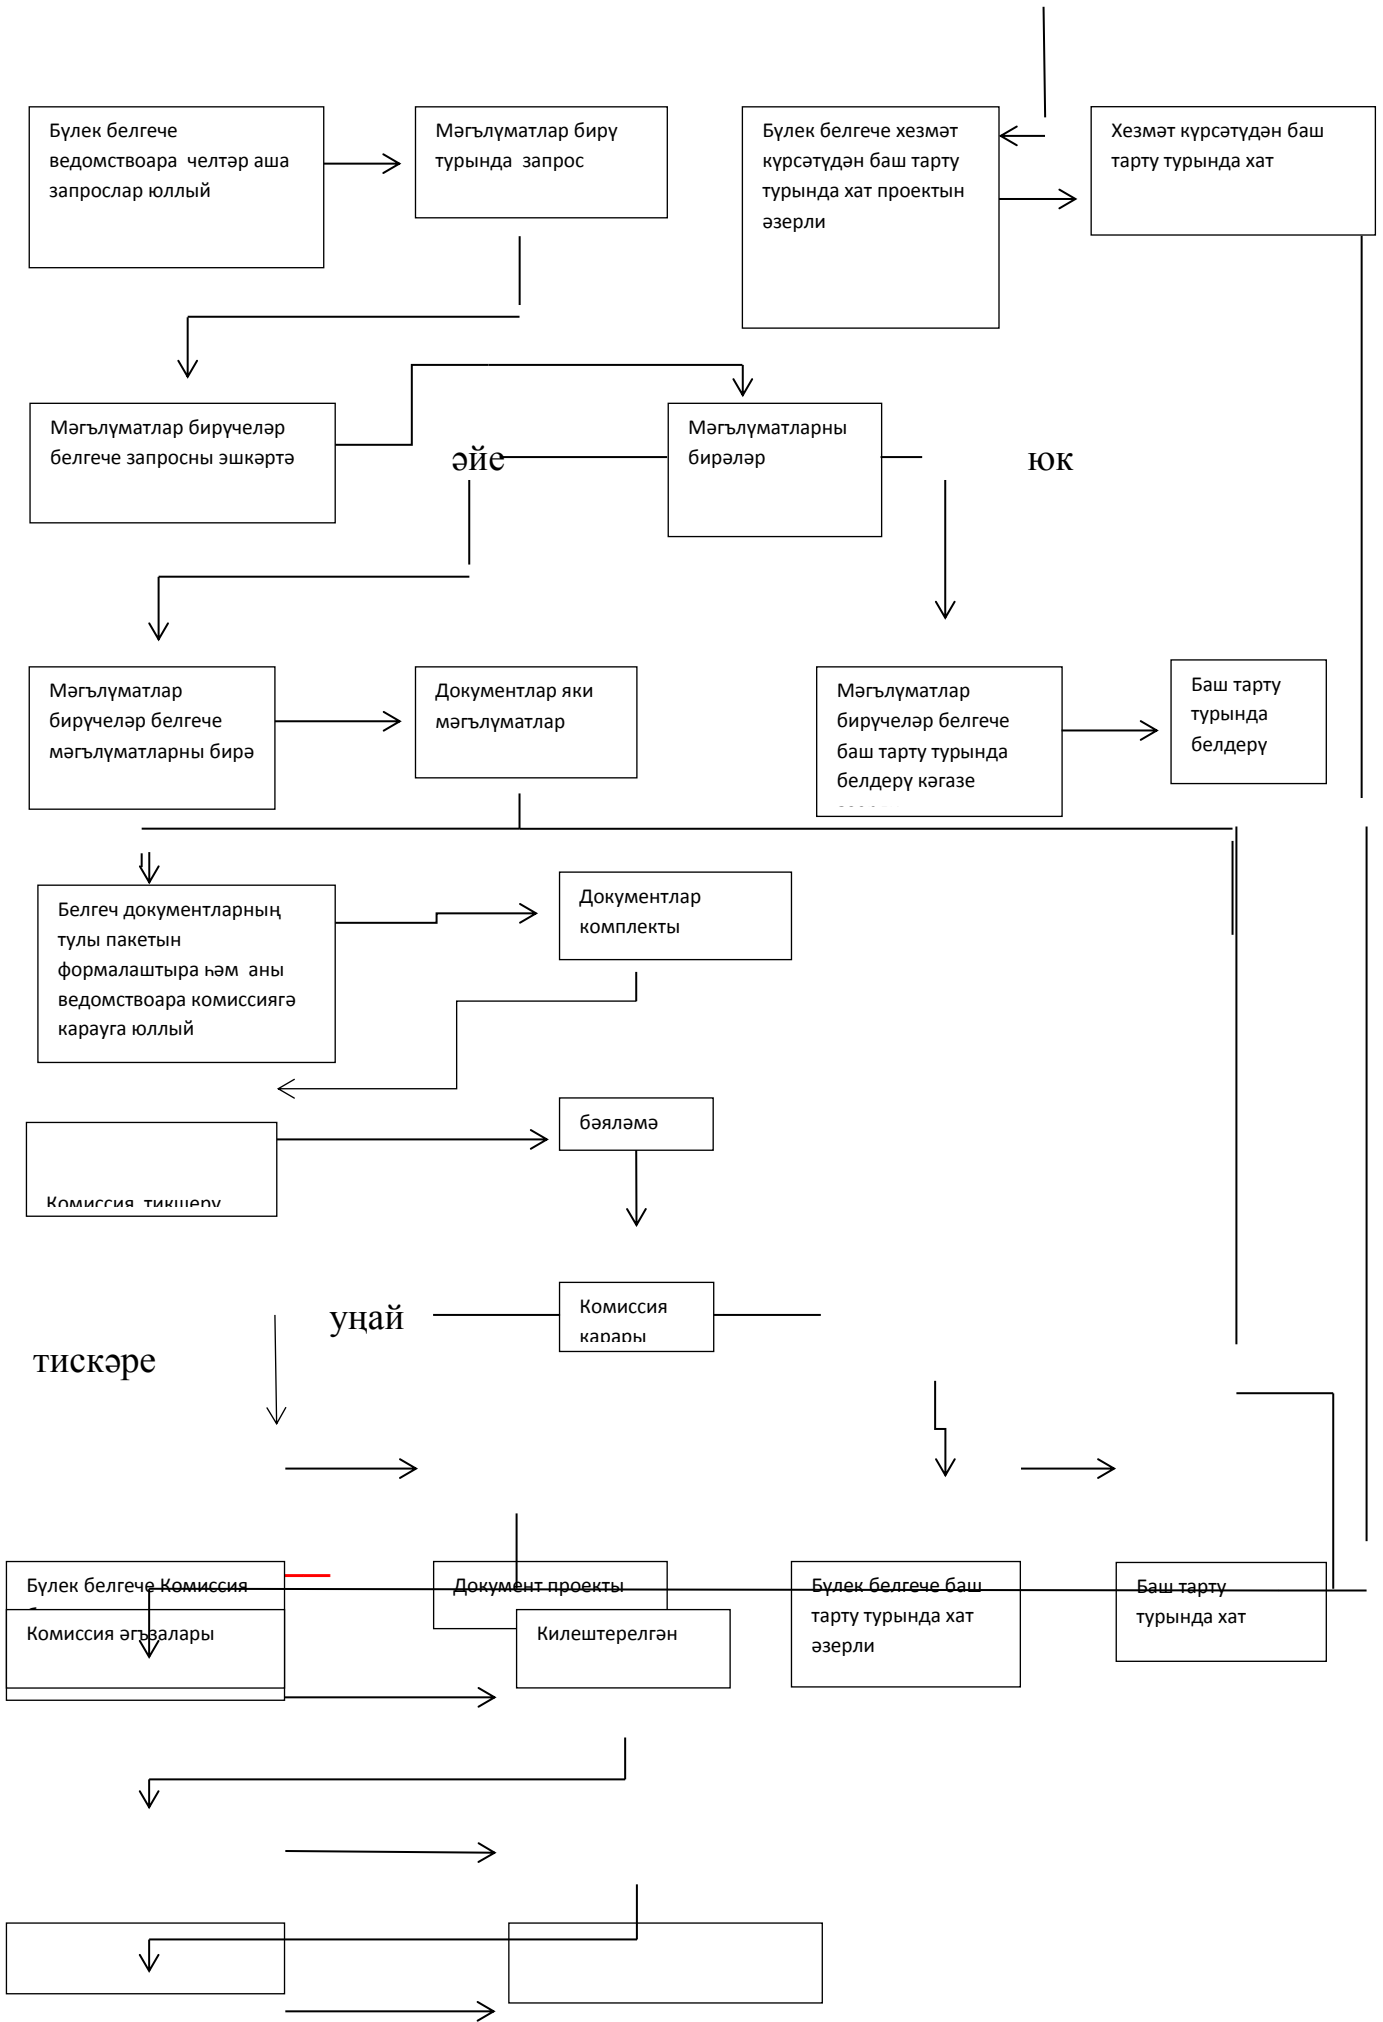 Бүлек белгече
ведомствоара челтәр аша
запрослар юллый
Мәгълүматлар бирү
турында запрос
Бүлек белгече хезмәт
күрсәтүдән баш тарту
турында хат проектын
әзерли
Хезмәт күрсәтүдән баш
тарту турында хат
Мәгълүматлар бирүчеләр
белгече запросны эшкәртә
әйе
Мәгълүматларны
бирәләр
юк
Мәгълүматлар
бирүчеләр белгече
мәгълүматларны бирә
Документлар яки
мәгълүматлар
Мәгълүматлар
бирүчеләр белгече
баш тарту турында
белдерү кәгазе
Баш тарту
турында
белдерү
Белгеч документларның
тулы пакетын
формалаштыра һәм аны
ведомствоара комиссиягә
карауга юллый
Документлар
комплекты
Комиссия тикшерү
бәяләмә
Комиссия
карары
уңай
тискәре
Бүлек белгече Комиссия
Документ проекты
Бүлек белгече баш
тарту турында хат
әзерли
Баш тарту
турында хат
Комиссия әгъзалары
Килештерелгән